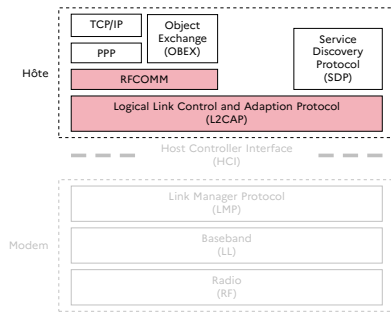 TCP/IP
Object
Exchange
(OBEX)
PPP
Service
Discovery
Protocol
(SDP)
Hôte
RFCOMM
Logical Link Control and Adaption Protocol
(L2CAP)
Host Controller Interface
(HCI)
Link Manager Protocol
(LMP)
Modem
Baseband
(LL)
Radio
(RF)